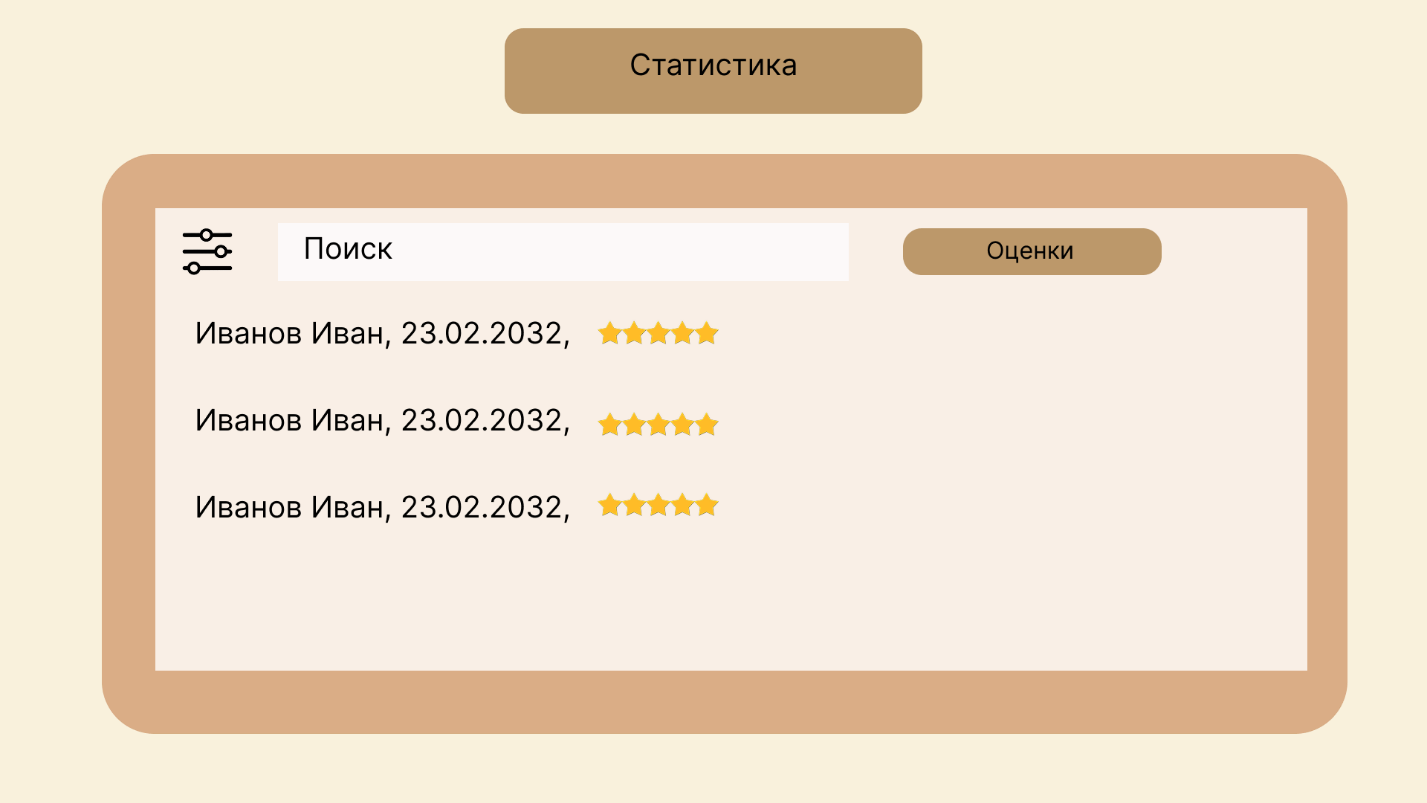 Статистика
Поиск
Оценки
Иванов Иван, 23.02.2032,
Иванов Иван, 23.02.2032,
Иванов Иван, 23.02.2032,